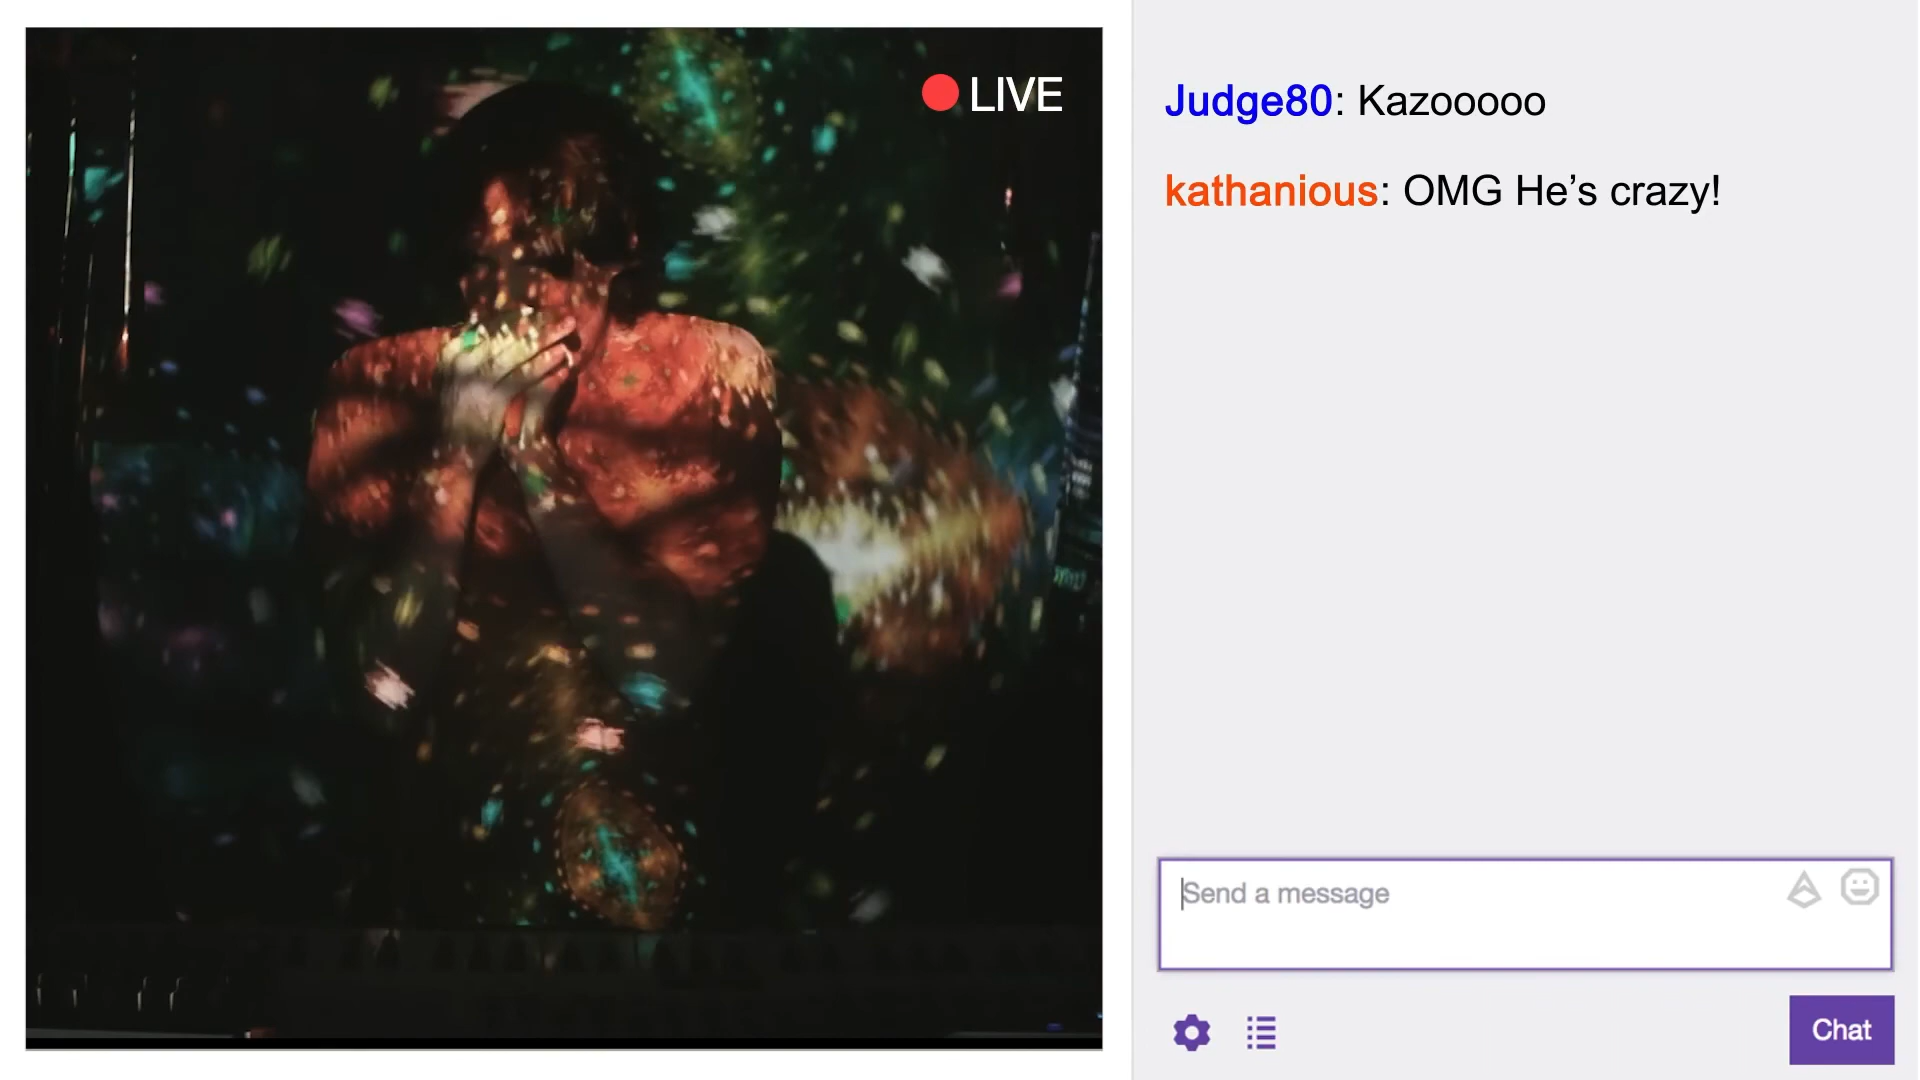 LIVE
Judge80: Kazooooo
kathanious: OMG He’s crazy!
Send a message
Chat